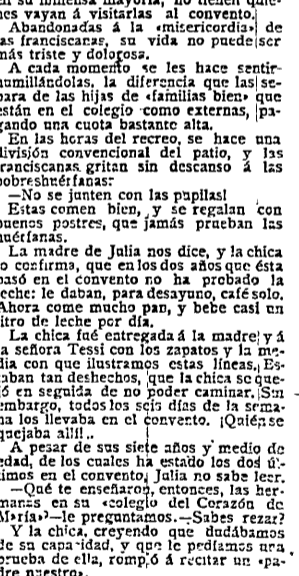 en su inmensa mayoría, no tienen quie-
nes vayan á visitarlas al convento.
Abandonadas á la «misericordia» de
las franciscanas, su vida no puede ser
más triste y dolorosa.
A cada momento se les hace sentir-
humillándolas, la diferencia que las se-
para de las hijas de «familias bien» que
están en el colegio como externas, pa-
gando una cuota bastante alta.
En las horas del recreo, se hace una
división convencional del patio, y las
franciscanas gritan sin descanso á las
pobreshuérfanas:
—No se junten con las pupilas!
Estas comen bien, y se regalan con
buenos postres, que jamás prueban las
huérfanas.
La madre de Julia nos dice, y la chica
lo confirma, que en los dos años que ésta
pasó en el convento no ha probado la
leche: le daban, para desayuno, café solo.
Ahora come mucho pan, y bebe casi un
litro de leche por día.
La chica fué entregada á la madre y á
la señora Tessi con los zapatos y la me-
dia con que ilustramos estas líneas. Es-
taban tan deshechos, que la chica se que-
jó en seguida de no poder caminar. Sin
embargo, todos los seis días de la sema-
na los llevaba en el convento. ¡Quién se
quejaba allí!..
A pesar de sus siete años y medio de
edad, de los cuales ha estado los dos úl-
timos en el convento, Julia no sabe leer.
—Qué te enseñaron, entonces, las her-
manas en su «colegio del Corazón de
María»?—le preguntamos.—Sabes rezar?
Y la chica, creyendo que dudábamos
de su capacidad, y que le pedíamos una
prueba de ella, rompió á recitar un «pa-
dre nuestro».